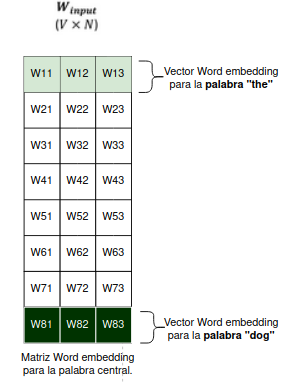 W input
(V × N)
W11 W12 W13
Vector Word embedding
para la palabra "the"
W21 W22 W23
W31 W32 W33
W41 W42 W43
W51 W52 W53
W61 W62 W63
W71 W72 W73
W81 W82 W83
Vector Word embedding
para la palabra "dog"
Matriz Word embedding
para la palabra central.